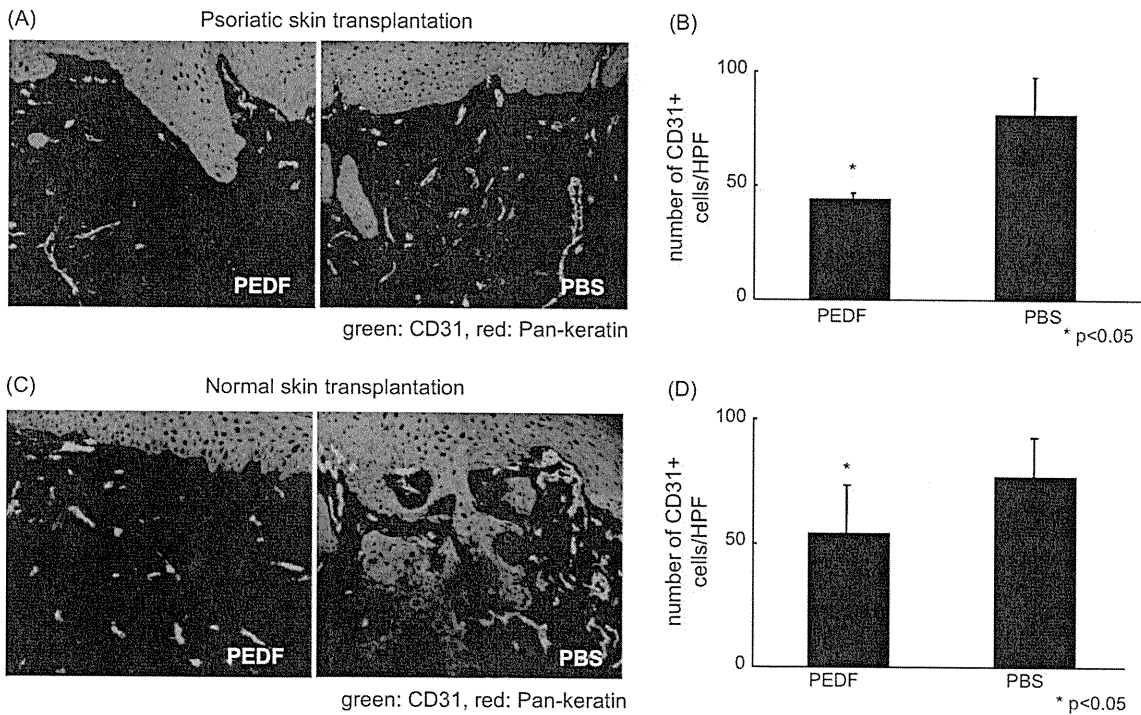 (A)
Psoriatic skin transplantation
PEDF
PBS
green: CD31, red: Pan-keratin
(B)
number of CD31+
cells/HPF
100
50
0
*
PEDF
PBS
* p<0.05
(C)
Normal skin transplantation
PEDF
PBS
green: CD31, red: Pan-keratin
(D)
number of CD31+
cells/HPF
100
50
0
*
PEDF
PBS
* p<0.05